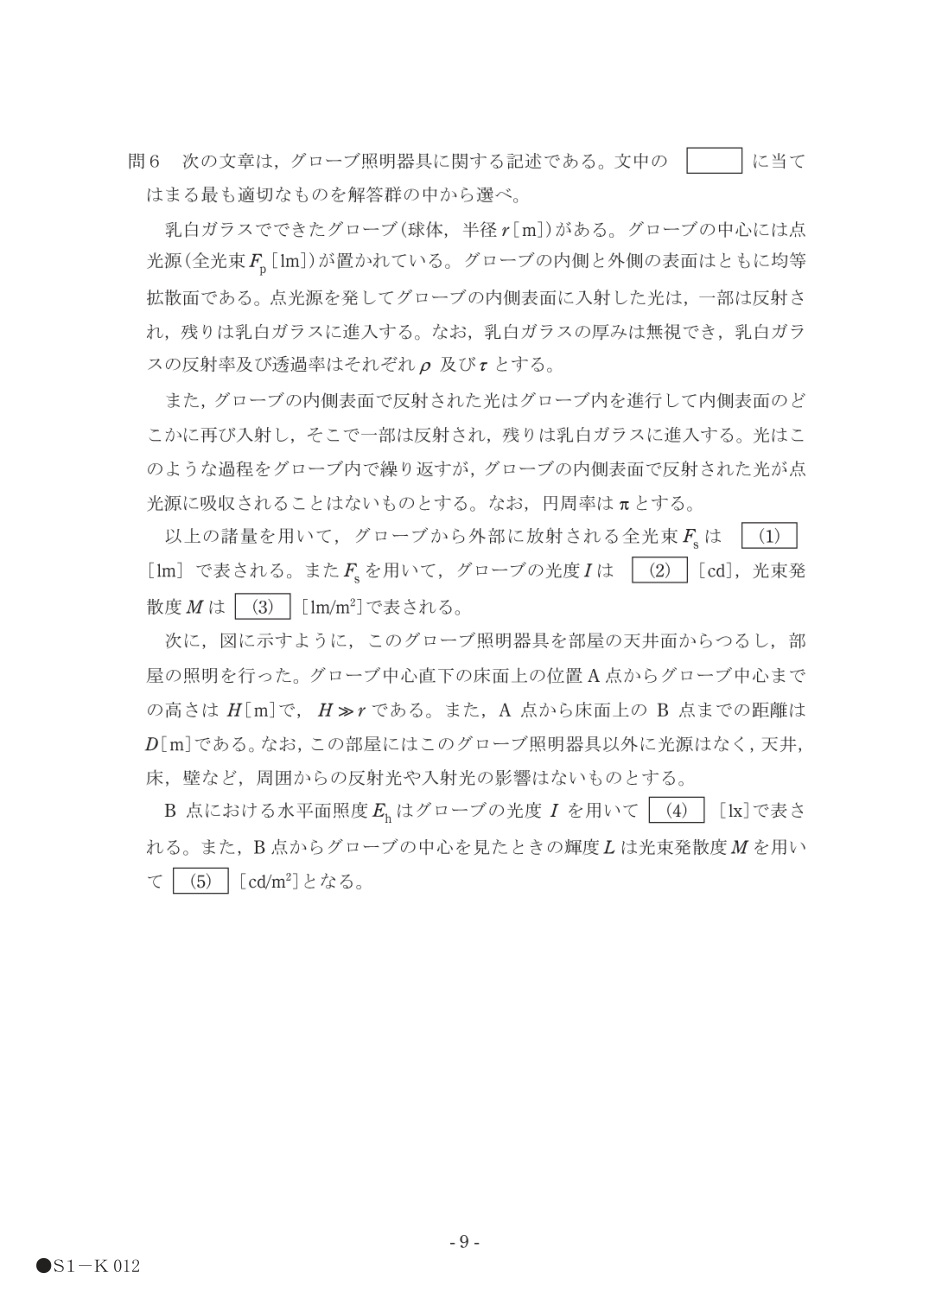 問6 次の文章は,グローブ照明器具に関する記述である。文中の に当て
はまる最も適切なものを解答群の中から選べ。
乳白ガラスでできたグローブ(球体,半径r[m])がある。グローブの中心には点
光源(全光束Fp[lm])が置かれている。グローブの内側と外側の表面はともに均等
拡散面である。点光源を発してグローブの内側表面に入射した光は,一部は反射さ
れ,残りは乳白ガラスに進入する。なお,乳白ガラスの厚みは無視でき,乳白ガラ
スの反射率及び透過率はそれぞれρ 及びτとする。
また,グローブの内側表面で反射された光はグローブ内を進行して内側表面のど
こかに再び入射し,そこで一部は反射され,残りは乳白ガラスに進入する。光はこ
のような過程をグローブ内で繰り返すが,グローブの内側表面で反射された光が点
光源に吸収されることはないものとする。なお,円周率はπとする。
以上の諸量を用いて,グローブから外部に放射される全光束Fsは (1)
[lm] で表される。またFsを用いて,グローブの光度Iは (2) [cd],光束発
散度Mは (3) [lm/m²]で表される。
次に,図に示すように,このグローブ照明器具を部屋の天井面からつるし,部
屋の照明を行った。グローブ中心直下の床面上の位置A点からグローブ中心まで
の高さは H[m]で, H≫rである。また,A 点から床面上の B 点までの距離は
D[m]である。なお,この部屋にはこのグローブ照明器具以外に光源はなく,天井,
床,壁など,周囲からの反射光や入射光の影響はないものとする。
B 点における水平面照度Ehはグローブの光度 I を用いて (4) [lx]で表さ
れる。また,B点からグローブの中心を見たときの輝度Lは光束発散度Mを用い
て (5) [cd/m²]となる。
- 9 -
●S1-K 012